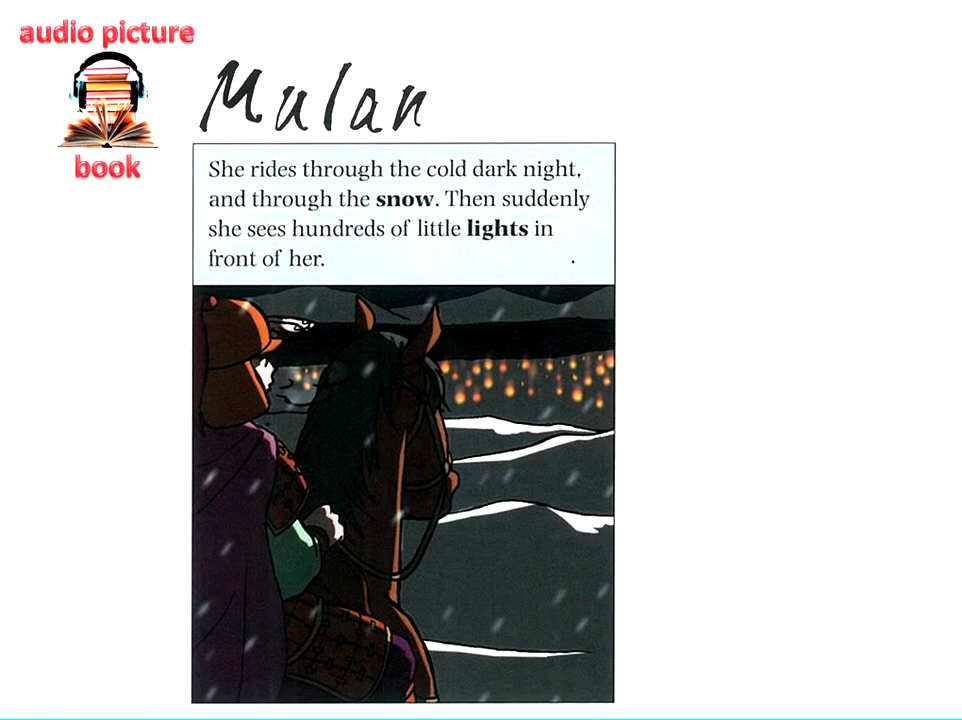 audio picture
book
Mulan
She rides through the cold dark night,
and through the snow. Then suddenly
she sees hundreds of little lights in
front of her.